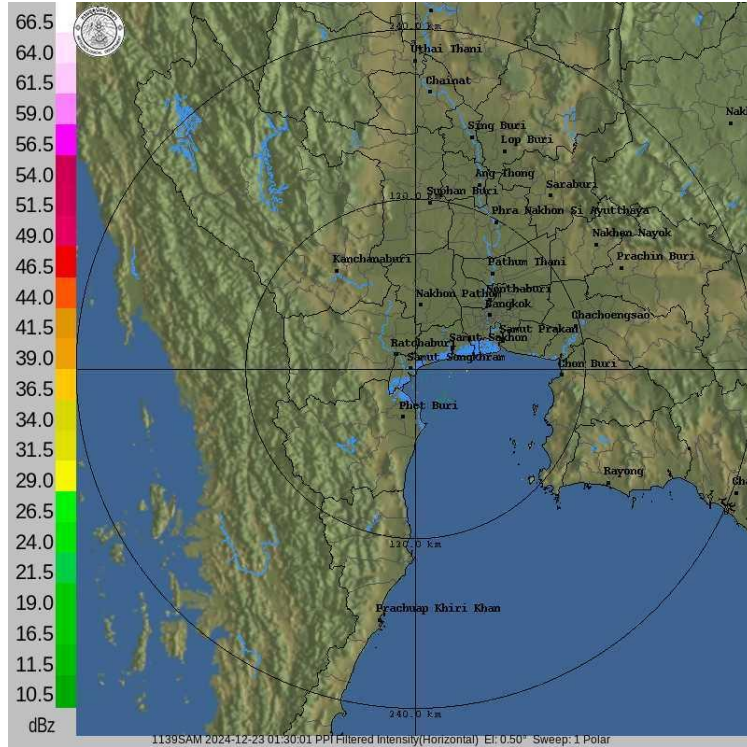 66.5
64.0
61.5
59.0
56.5
54.0
51.5
49.0
46.5
44.0
41.5
39.0
36.5
34.0
31.5
29.0
26.5
24.0
21.5
19.0
16.5
11.5
10.5
dBz
240.0 km
Uthai Thani
Chainat
Sing Buri
Lop Buri
Ang Thong
Saraburi
Suphan Buri
120.0 km
Phra Nakhon Si Ayutthaya
Nakhon Nayok
Prachin Buri
Kanchanaburi
Pathum Thani
Nonthaburi
Nakhon Pathom
Bangkok
Chachoengsao
Samut Prakan
Samut Sakhon
Ratchaburi
Samut Songkhram
Chon Buri
Phet Buri
Rayong
120.0 km
Prachuap Khiri Khan
240.0 km
1139SAM 2024-12-23 01:30:01 PPI Filtered Intensity(Horizontal) El: 0.50° Sweep: 1 Polar